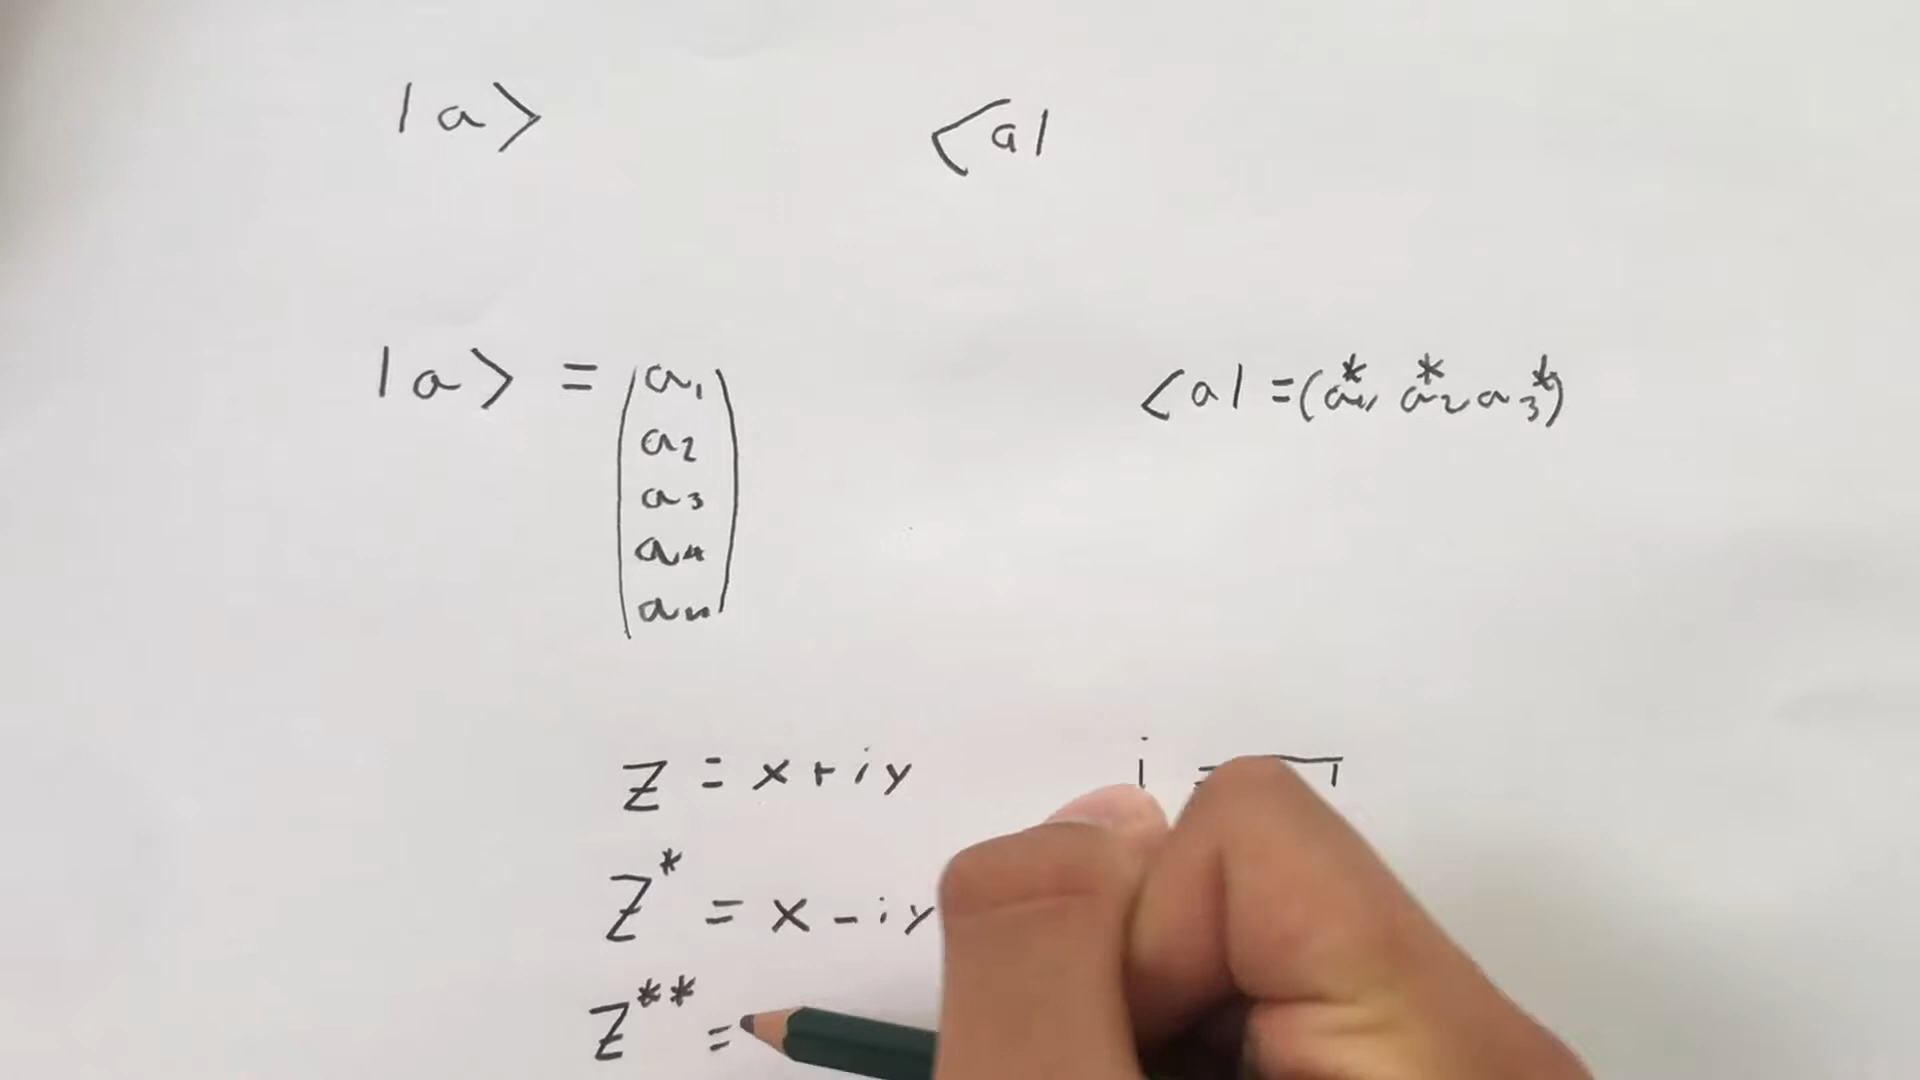 |a> <a|
|a> = (a1 <a| = (a1* a2* a3*)
a2
a3
a4
an)
z = x + iy i =
z* = x - iy
z** =